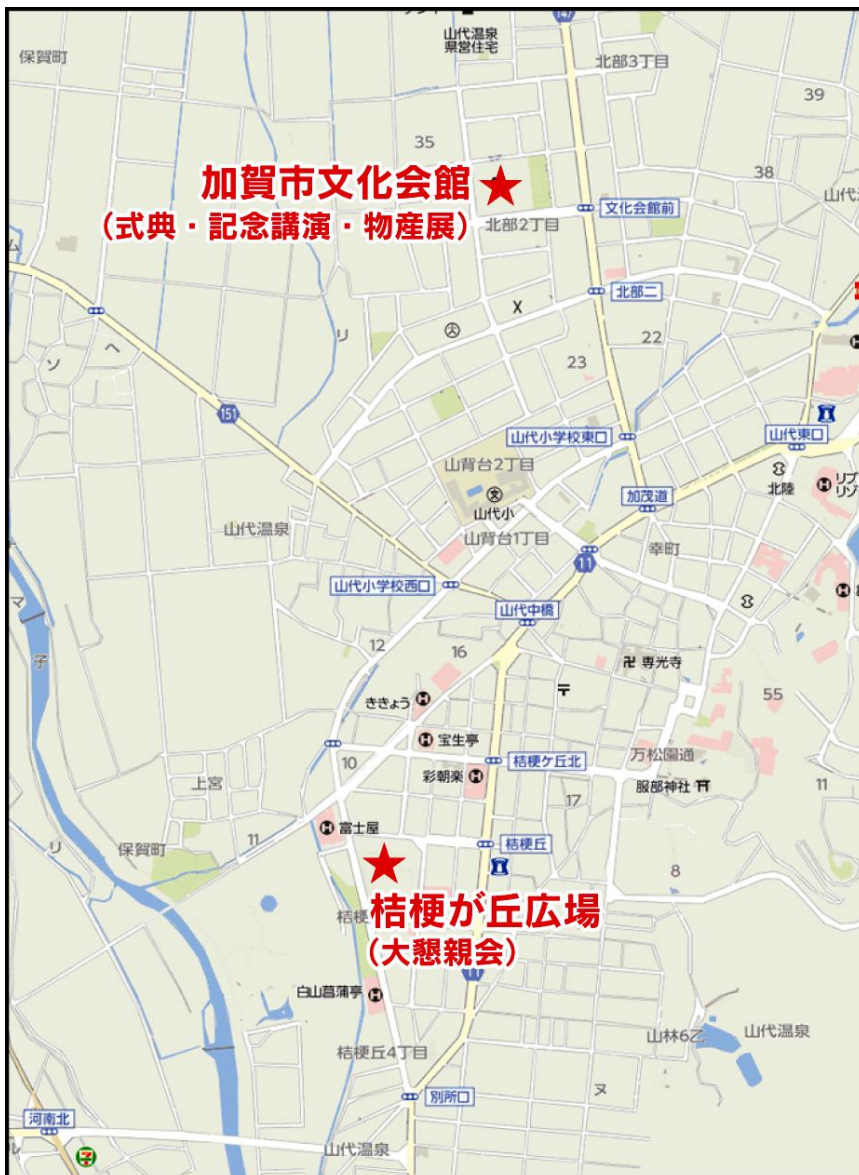 147
山代温泉
県営住宅
保賀町
北部3丁目
39
35
加賀市文化会館
38
(式典・記念講演・物産展)
文化会館前
北部2丁目
北部二
リ
X
22
文
ヘ
ソ
23
151
山代小学校東口
山代東口
山背台2丁目
北陸
加茂道
文
山代小
山代温泉
山背台1丁目
幸町
11
山代小学校西口
マ
山代中橋
子
12
16
卍 専光寺
〒
55
ききょう H
H 宝生亭
桔梗ケ丘北
万松園通
10
彩朝楽 H
上宮
服部神社
11
17
H 富士屋
11
保賀町
リ
桔梗丘
8
桔梗が丘広場
(大懇親会)
11
白山菖蒲亭 H
山林6乙
山代温泉
桔梗丘4丁目
別所口
ヌ
河南北
山代温泉
7